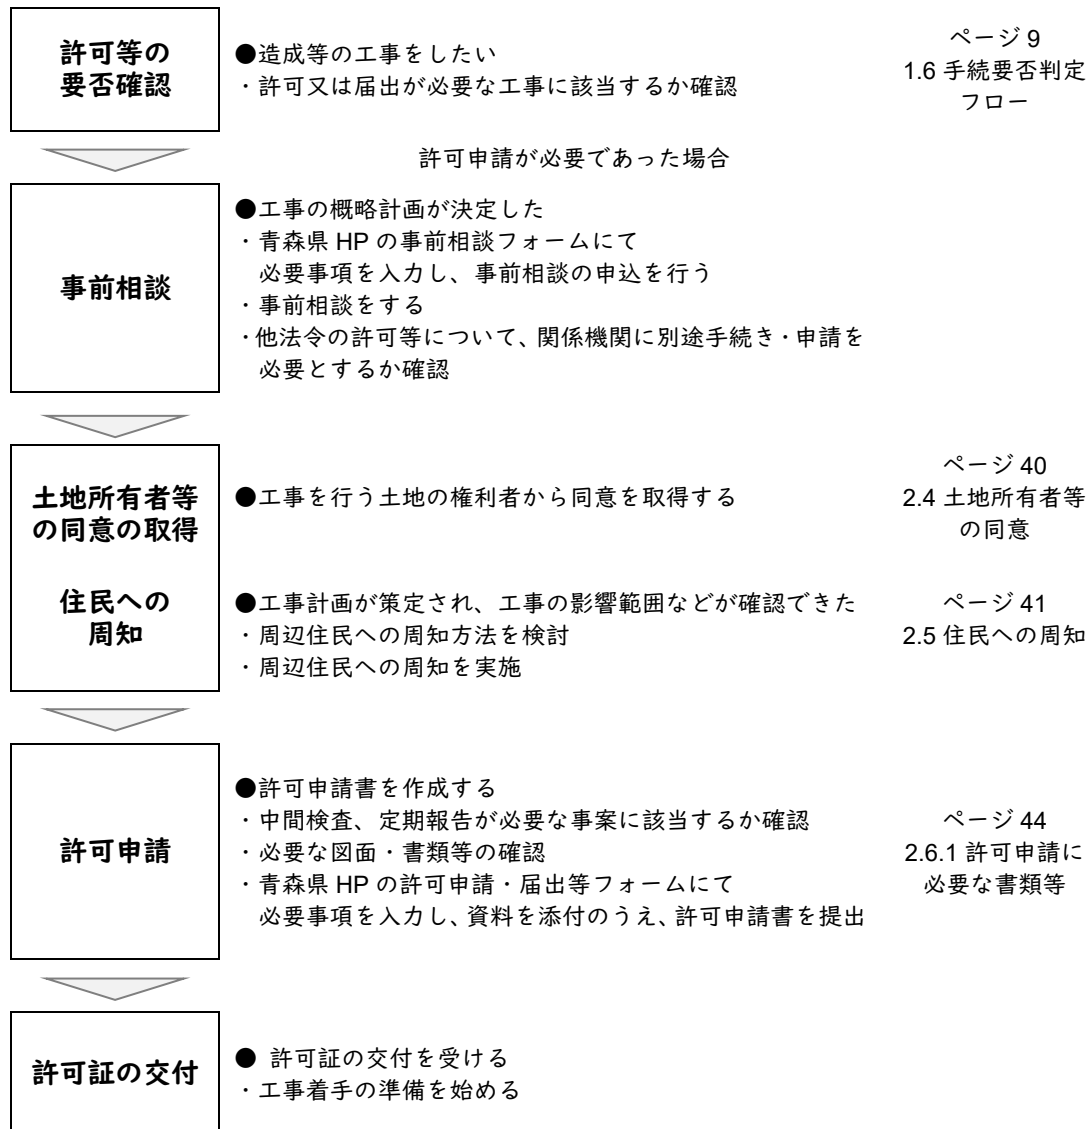 許可等の
要否確認
●造成等の工事をしたい
・許可又は届出が必要な工事に該当するか確認
ページ 9
1.6 手続要否判定
フロー
許可申請が必要であった場合
事前相談
●工事の概略計画が決定した
・青森県 HP の事前相談フォームにて
必要事項を入力し、事前相談の申込を行う
・事前相談をする
・他法令の許可等について、関係機関に別途手続き・申請を
必要とするか確認
土地所有者等
の同意の取得
●工事を行う土地の権利者から同意を取得する
ページ 40
2.4 土地所有者等
の同意
住民への
周知
●工事計画が策定され、工事の影響範囲などが確認できた
・周辺住民への周知方法を検討
・周辺住民への周知を実施
ページ 41
2.5 住民への周知
許可申請
●許可申請書を作成する
・中間検査、定期報告が必要な事案に該当するか確認
・必要な図面・書類等の確認
・青森県 HP の許可申請・届出等フォームにて
必要事項を入力し、資料を添付のうえ、許可申請書を提出
ページ 44
2.6.1 許可申請に
必要な書類等
許可証の交付
● 許可証の交付を受ける
・工事着手の準備を始める